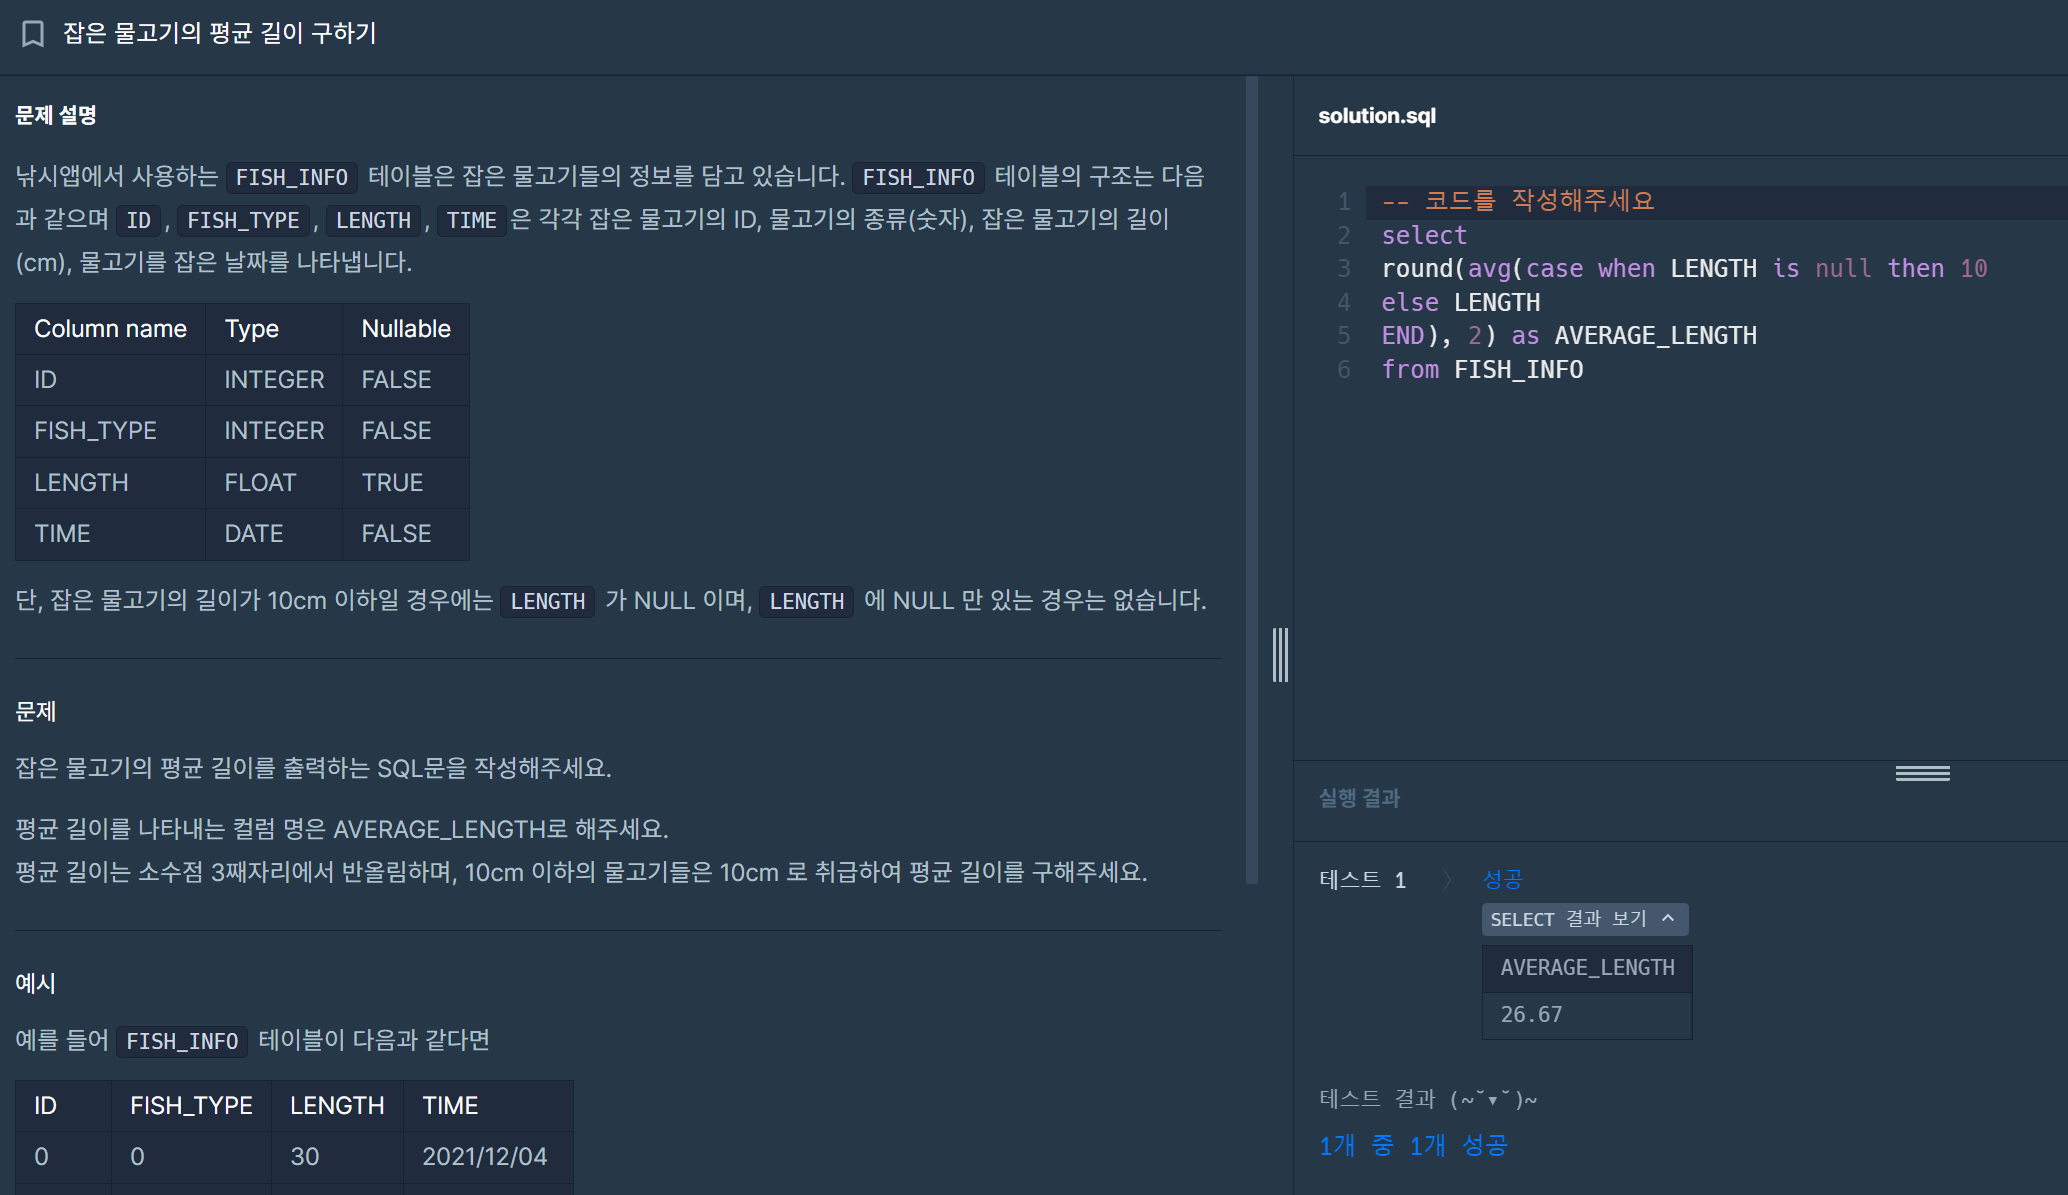 잡은 물고기의 평균 길이 구하기
문제 설명
낚시앱에서 사용하는 FISH_INFO 테이블은 잡은 물고기들의 정보를 담고 있습니다. FISH_INFO 테이블의 구조는 다음
과 같으며 ID, FISH_TYPE, LENGTH, TIME은 각각 잡은 물고기의 ID, 물고기의 종류(숫자), 잡은 물고기의 길이
(cm), 물고기를 잡은 날짜를 나타냅니다.
Column name Type Nullable
ID INTEGER FALSE
FISH_TYPE INTEGER FALSE
LENGTH FLOAT TRUE
TIME DATE FALSE
단, 잡은 물고기의 길이가 10cm 이하일 경우에는 LENGTH 가 NULL 이며, LENGTH 에 NULL 만 있는 경우는 없습니다.
문제
잡은 물고기의 평균 길이를 출력하는 SQL문을 작성해주세요.
평균 길이를 나타내는 컬럼 명은 AVERAGE_LENGTH로 해주세요.
평균 길이는 소수점 3째자리에서 반올림하며, 10cm 이하의 물고기들은 10cm 로 취급하여 평균 길이를 구해주세요.
예시
예를 들어 FISH_INFO 테이블이 다음과 같다면
ID FISH_TYPE LENGTH TIME
0 0 30 2021/12/04
solution.sql
1 -- 코드를 작성해주세요
2 select
3 round(avg(case when LENGTH is null then 10
4 else LENGTH
5 END), 2) as AVERAGE_LENGTH
6 from FISH_INFO
실행 결과
테스트 1 〉 성공
SELECT 결과 보기 ^
AVERAGE_LENGTH
26.67
테스트 결과 (~˘▾˘)~
1개 중 1개 성공